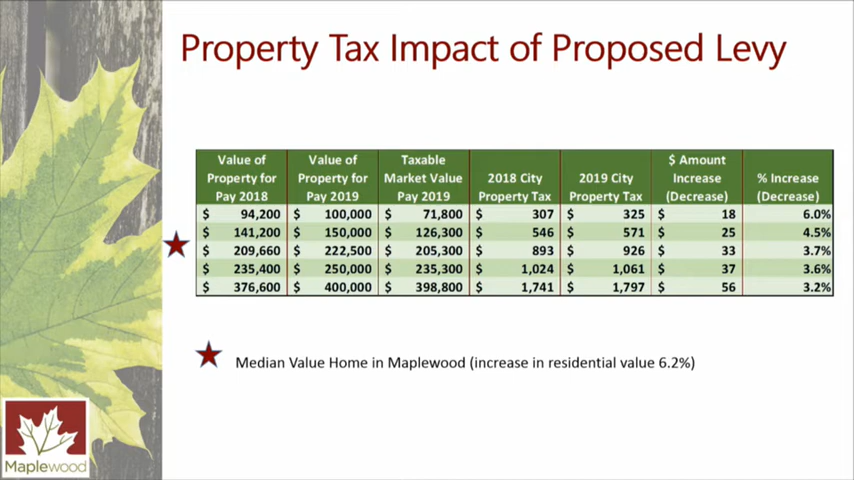 Property Tax Impact of Proposed Levy
Value of Property for Pay 2018 Value of Property for Pay 2019 Taxable Market Value Pay 2019 2018 City Property Tax 2019 City Property Tax $ Amount Increase (Decrease) % Increase (Decrease)
$ 94,200 $ 100,000 $ 71,800 $ 307 $ 325 $ 18 6.0%
$ 141,200 $ 150,000 $ 126,300 $ 546 $ 571 $ 25 4.5%
$ 209,660 $ 222,500 $ 205,300 $ 893 $ 926 $ 33 3.7%
$ 235,400 $ 250,000 $ 235,300 $ 1,024 $ 1,061 $ 37 3.6%
$ 376,600 $ 400,000 $ 398,800 $ 1,741 $ 1,797 $ 56 3.2%
Median Value Home in Maplewood (increase in residential value 6.2%)
Maplewood